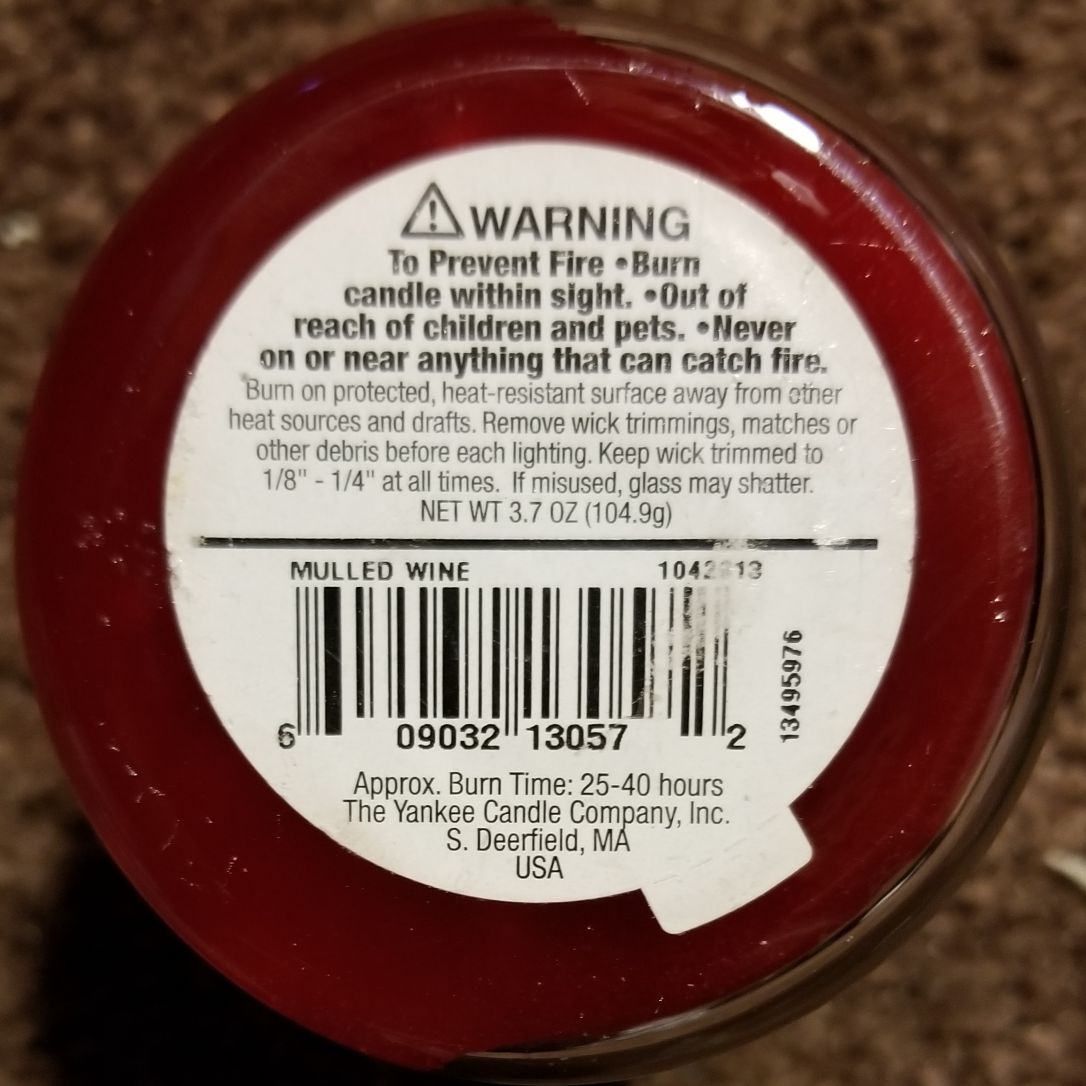 ⚠ WARNING
To Prevent Fire •Burn
candle within sight. •Out of
reach of children and pets. •Never
on or near anything that can catch fire.
Burn on protected, heat-resistant surface away from other
heat sources and drafts. Remove wick trimmings, matches or
other debris before each lighting. Keep wick trimmed to
1/8" - 1/4" at all times. If misused, glass may shatter.
NET WT 3.7 OZ (104.9g)
MULLED WINE
6 09032 13057 2
13495976
Approx. Burn Time: 25-40 hours
The Yankee Candle Company, Inc.
S. Deerfield, MA
USA